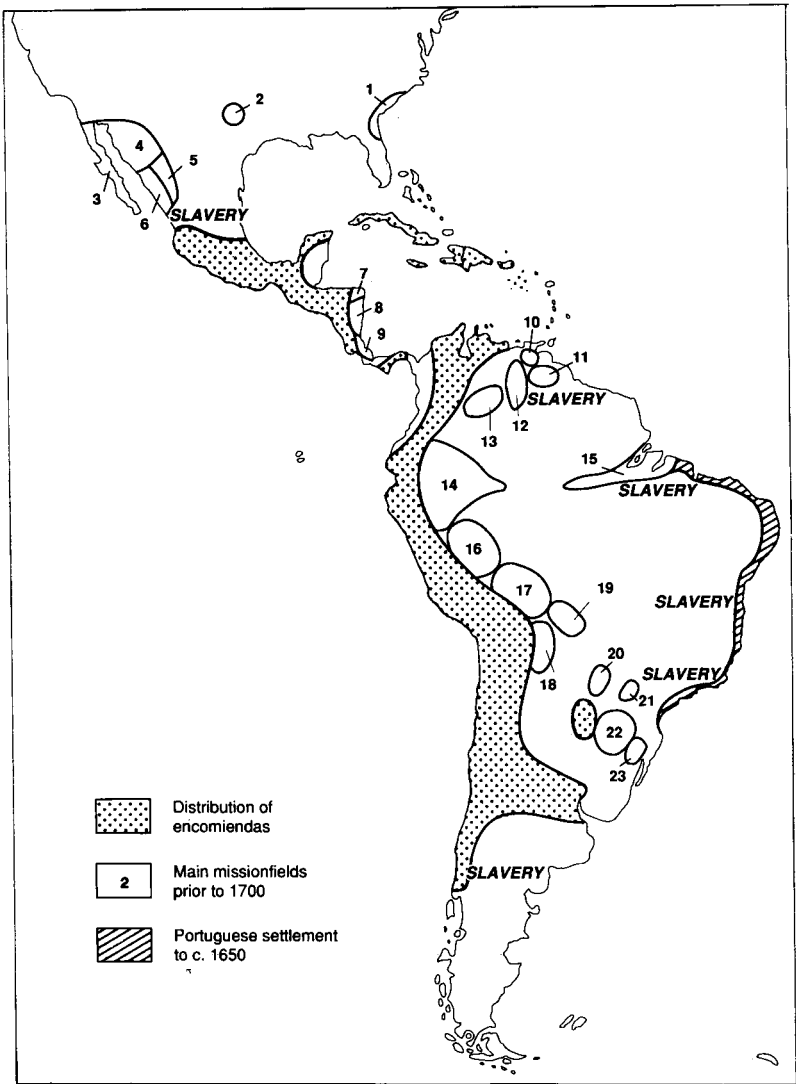 1
2
4
5
3
6
SLAVERY
7
8
9
10
11
SLAVERY
12
13
15
14
SLAVERY
16
17
19
SLAVERY
18
20
SLAVERY
21
22
23
Distribution of
encomiendas
SLAVERY
2
Main missionfields
prior to 1700
Portuguese settlement
to c. 1650